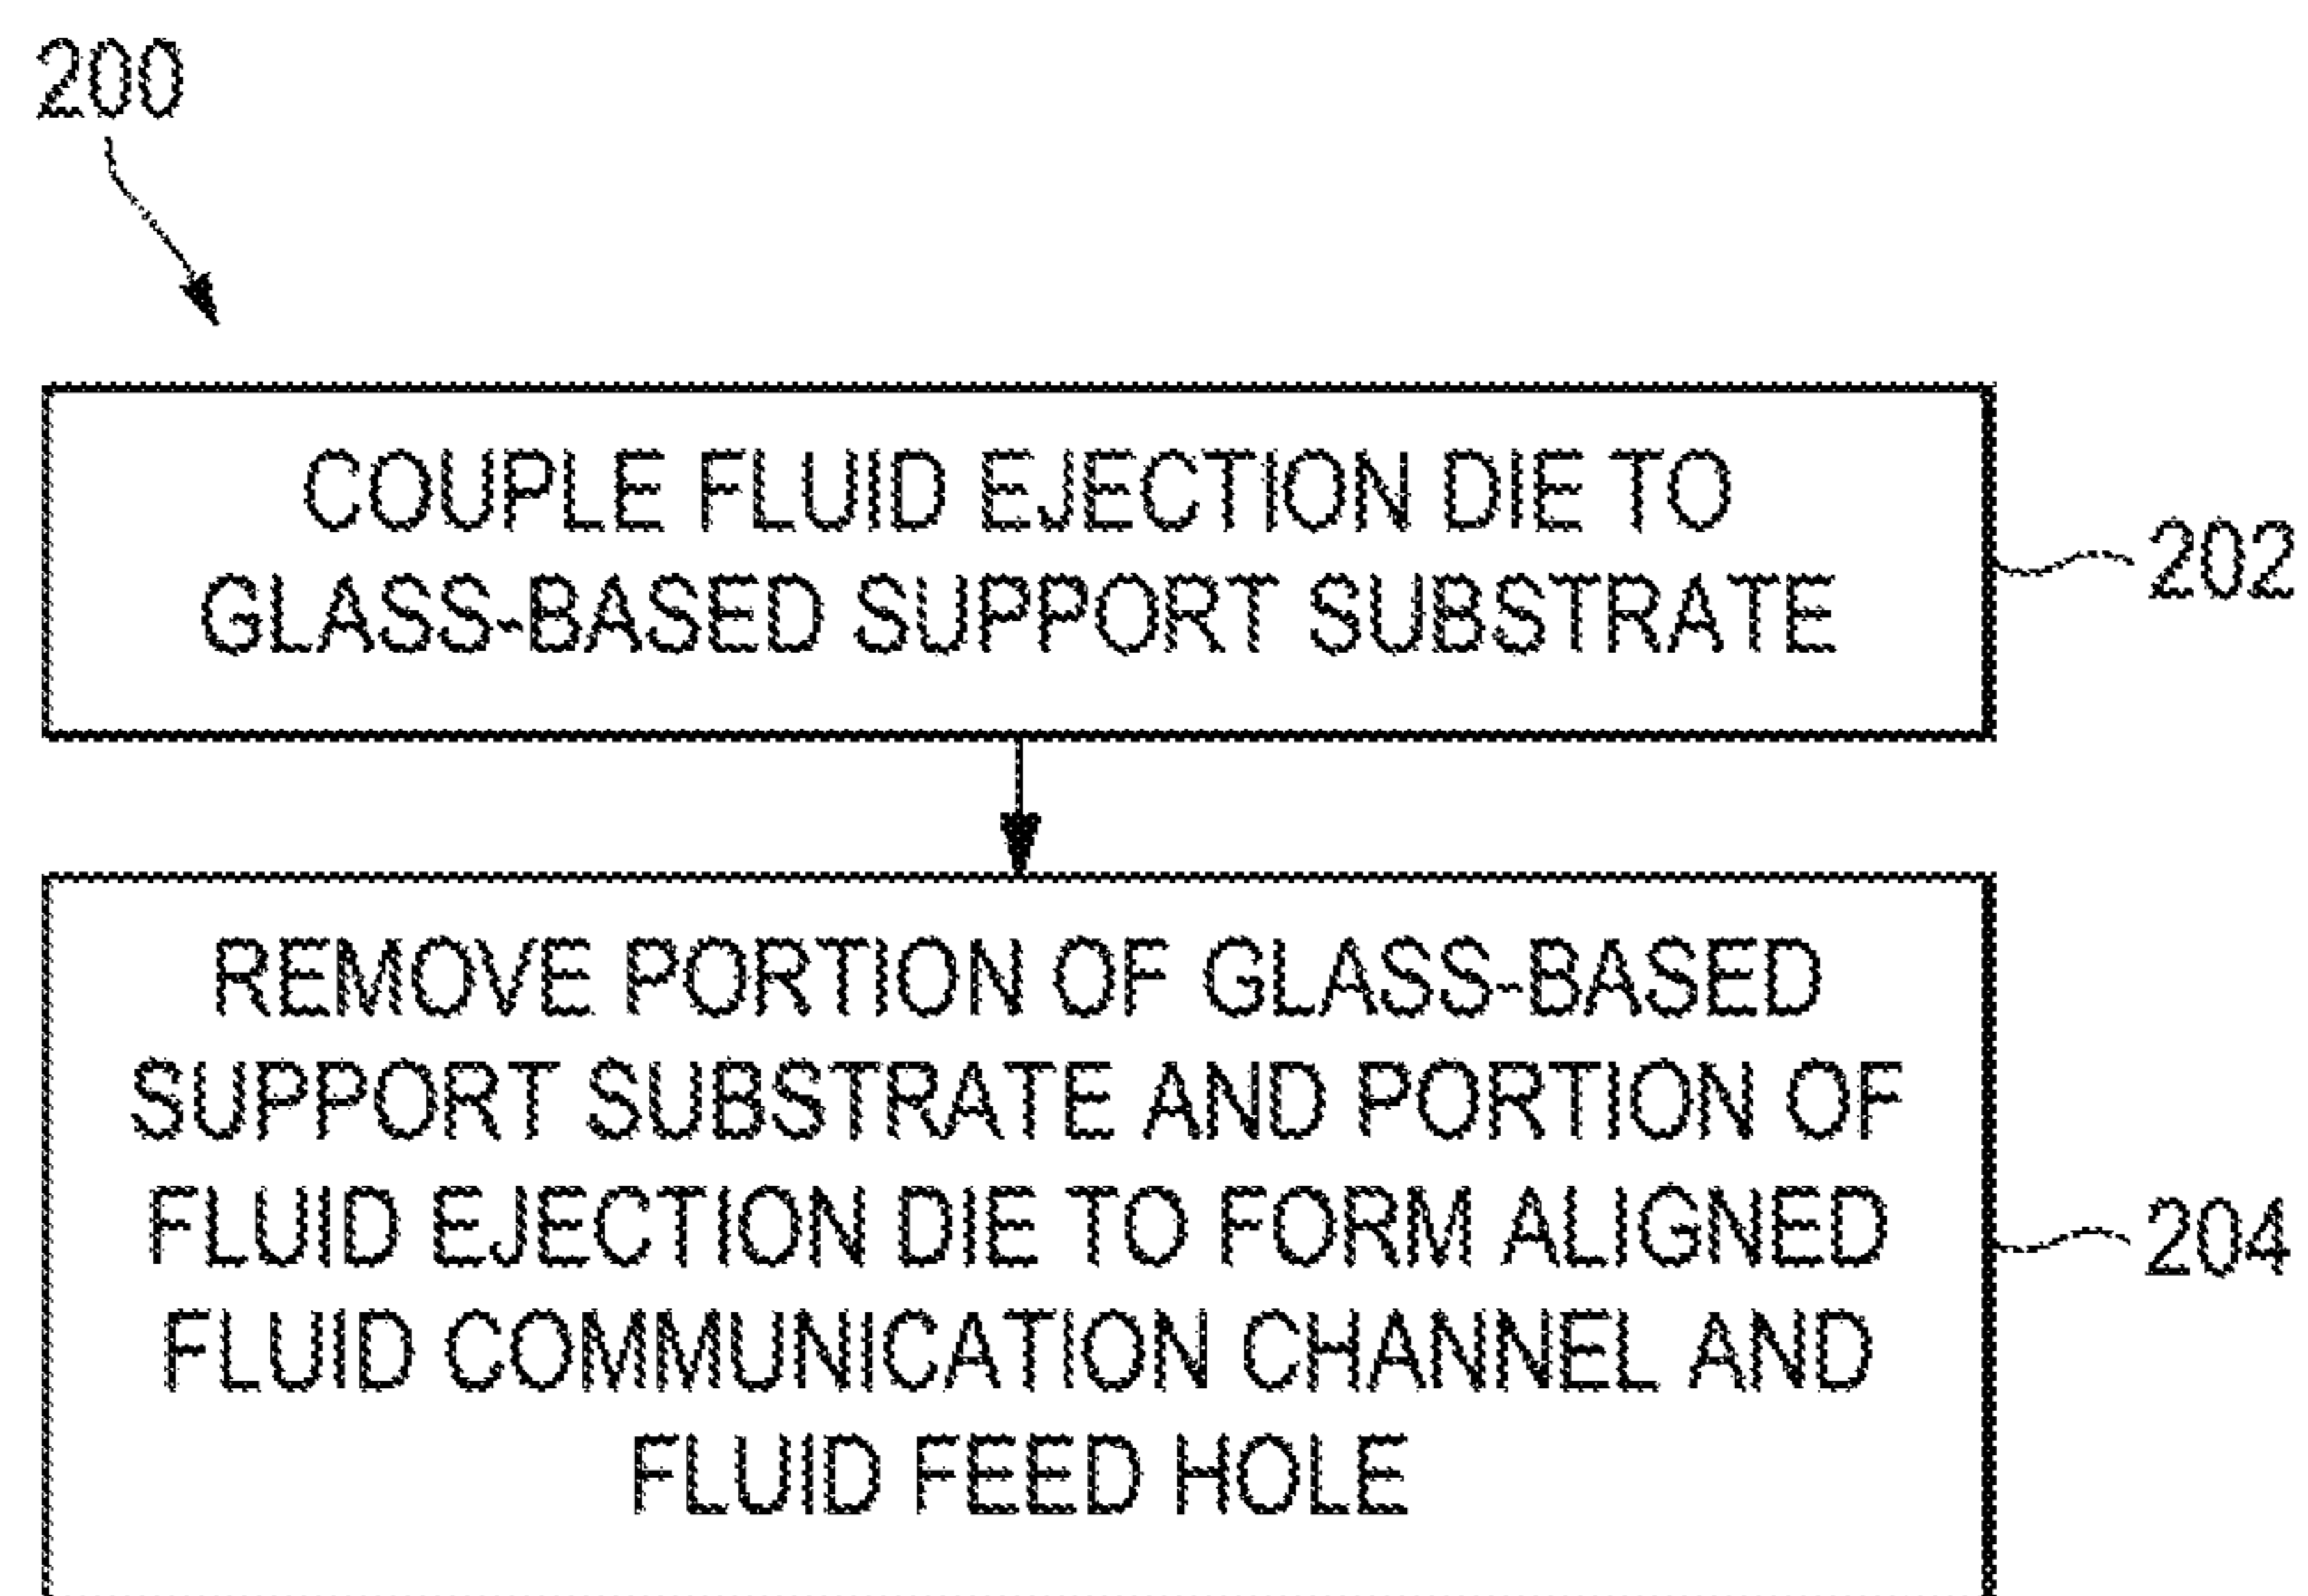 200
COUPLE FLUID EJECTION DIE TO
GLASS-BASED SUPPORT SUBSTRATE
202
REMOVE PORTION OF GLASS-BASED
SUPPORT SUBSTRATE AND PORTION OF
FLUID EJECTION DIE TO FORM ALIGNED
FLUID COMMUNICATION CHANNEL AND
FLUID FEED HOLE
204